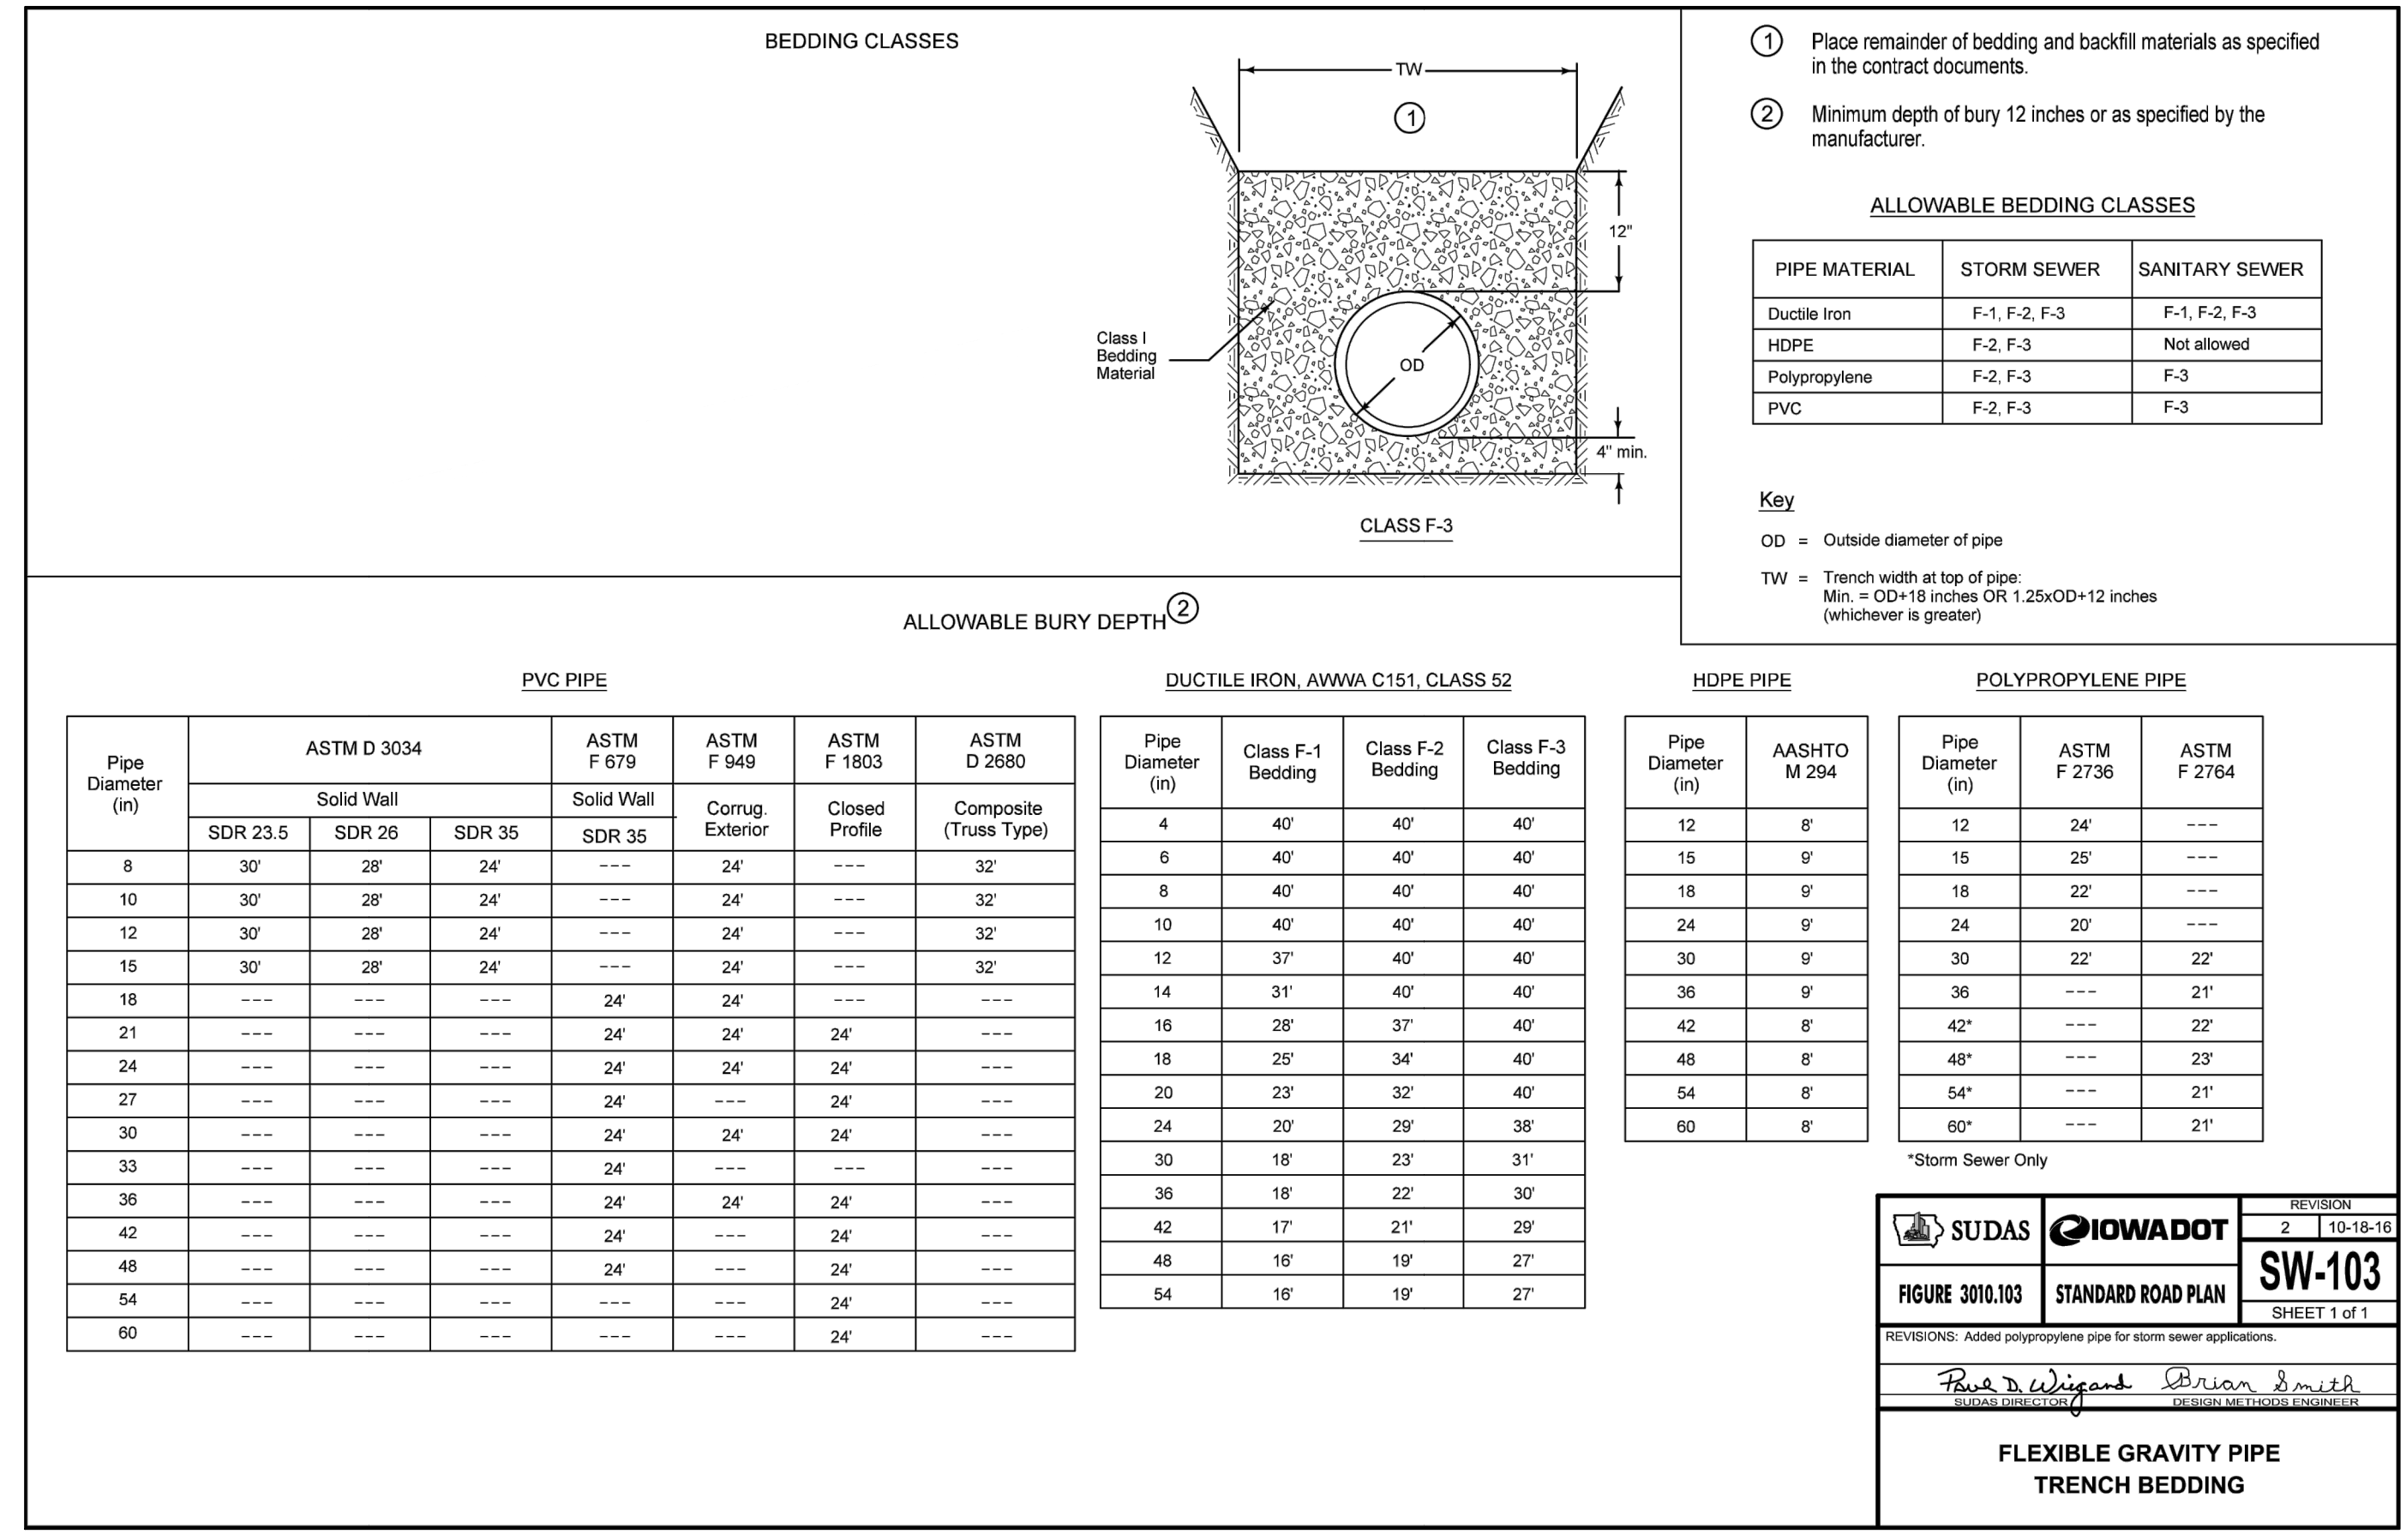 BEDDING CLASSES
TW
①
12"
Class I
Bedding
Material
OD
4" min.
CLASS F-3
① Place remainder of bedding and backfill materials as specified
in the contract documents.
② Minimum depth of bury 12 inches or as specified by the
manufacturer.
ALLOWABLE BEDDING CLASSES
PIPE MATERIAL STORM SEWER SANITARY SEWER
Ductile Iron F-1, F-2, F-3 F-1, F-2, F-3
HDPE F-2, F-3 Not allowed
Polypropylene F-2, F-3 F-3
PVC F-2, F-3 F-3
Key
OD = Outside diameter of pipe
TW = Trench width at top of pipe:
Min. = OD+18 inches OR 1.25xOD+12 inches
(whichever is greater)
ALLOWABLE BURY DEPTH ②
PVC PIPE
Pipe
Diameter
(in)
ASTM D 3034
ASTM
F 679
ASTM
F 949
ASTM
F 1803
ASTM
D 2680
Solid Wall
Solid Wall
Corrug.
Exterior
Closed
Profile
Composite
(Truss Type)
SDR 23.5 SDR 26 SDR 35 SDR 35
8 30' 28' 24' --- 24' --- 32'
10 30' 28' 24' --- 24' --- 32'
12 30' 28' 24' --- 24' --- 32'
15 30' 28' 24' --- 24' --- 32'
18 --- --- --- 24' 24' --- ---
21 --- --- --- 24' 24' 24' ---
24 --- --- --- 24' 24' 24' ---
27 --- --- --- 24' --- 24' ---
30 --- --- --- 24' 24' 24' ---
33 --- --- --- 24' --- --- ---
36 --- --- --- 24' 24' 24' ---
42 --- --- --- 24' --- 24' ---
48 --- --- --- 24' --- 24' ---
54 --- --- --- --- --- 24' ---
60 --- --- --- --- --- 24' ---
DUCTILE IRON, AWWA C151, CLASS 52
Pipe
Diameter
(in)
Class F-1
Bedding
Class F-2
Bedding
Class F-3
Bedding
4 40' 40' 40'
6 40' 40' 40'
8 40' 40' 40'
10 40' 40' 40'
12 37' 40' 40'
14 31' 40' 40'
16 28' 37' 40'
18 25' 34' 40'
20 23' 32' 40'
24 20' 29' 38'
30 18' 23' 31'
36 18' 22' 30'
42 17' 21' 29'
48 16' 19' 27'
54 16' 19' 27'
HDPE PIPE
Pipe
Diameter
(in)
AASHTO
M 294
12 8'
15 9'
18 9'
24 9'
30 9'
36 9'
42 8'
48 8'
54 8'
60 8'
POLYPROPYLENE PIPE
Pipe
Diameter
(in)
ASTM
F 2736
ASTM
F 2764
12 24' ---
15 25' ---
18 22' ---
24 20' ---
30 22' 22'
36 --- 21'
42* --- 22'
48* --- 23'
54* --- 21'
60* --- 21'
*Storm Sewer Only
SUDAS
IOWADOT
REVISION
2 10-18-16
FIGURE 3010.103
STANDARD ROAD PLAN
SW-103
SHEET 1 of 1
REVISIONS: Added polypropylene pipe for storm sewer applications.
Paul D. Wiegand Brian Smith
SUDAS DIRECTOR DESIGN METHODS ENGINEER
FLEXIBLE GRAVITY PIPE
TRENCH BEDDING